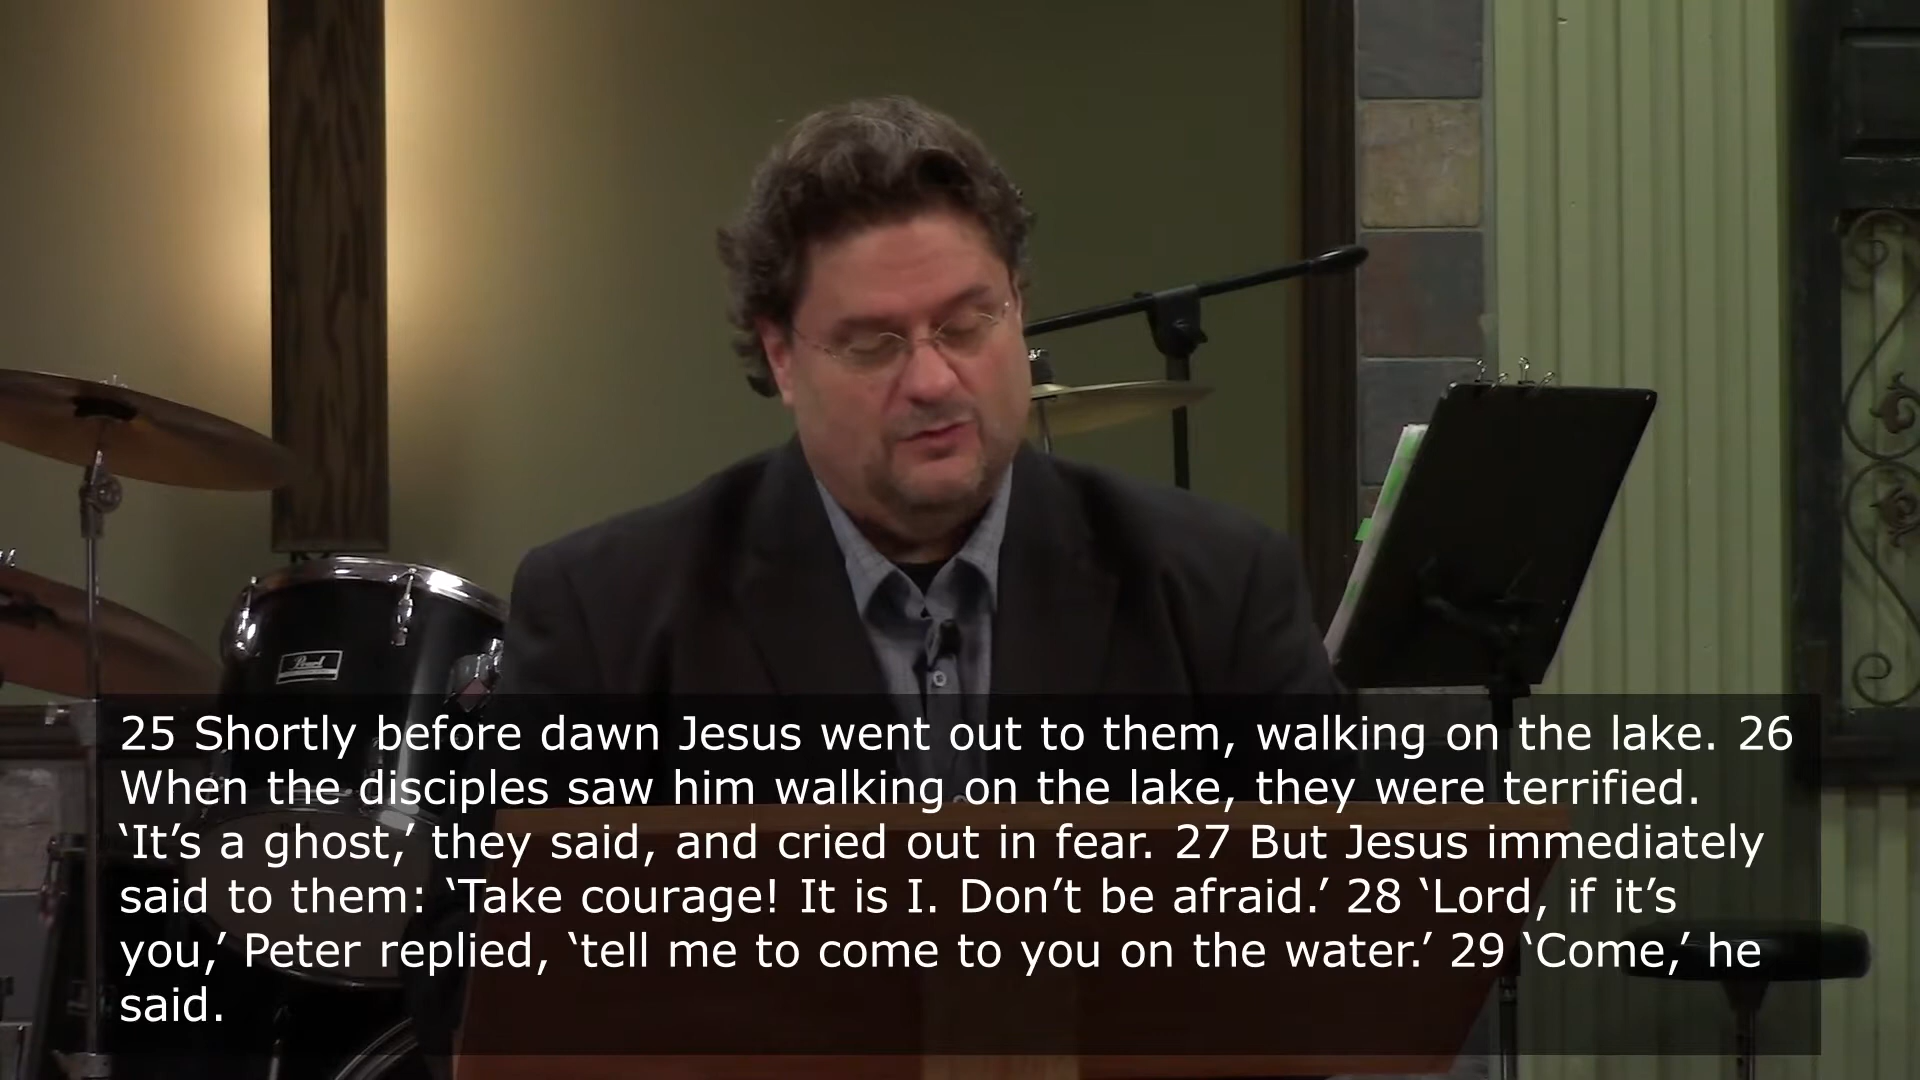 Pearl
25 Shortly before dawn Jesus went out to them, walking on the lake. 26
When the disciples saw him walking on the lake, they were terrified.
‘It’s a ghost,’ they said, and cried out in fear. 27 But Jesus immediately
said to them: ‘Take courage! It is I. Don’t be afraid.’ 28 ‘Lord, if it’s
you,’ Peter replied, ‘tell me to come to you on the water.’ 29 ‘Come,’ he
said.